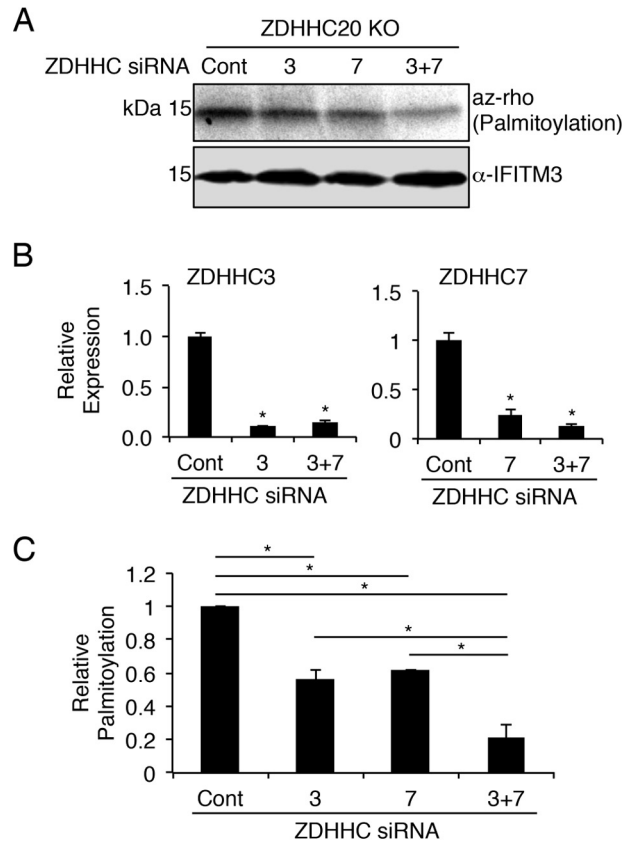 A
ZDHHC20 KO
ZDHHC siRNA Cont 3 7 3+7
kDa 15
az-rho
(Palmitoylation)
15
α-IFITM3
B
Relative
Expression
ZDHHC3
1.5
1.0
0.5
0.0
*
*
Cont 3 3+7
ZDHHC siRNA
ZDHHC7
1.5
1
0.5
0
*
*
Cont 7 3+7
ZDHHC siRNA
C
Relative
Palmitoylation
*
*
*
*
*
1.2
1
0.8
0.6
0.4
0.2
0
Cont 3 7 3+7
ZDHHC siRNA